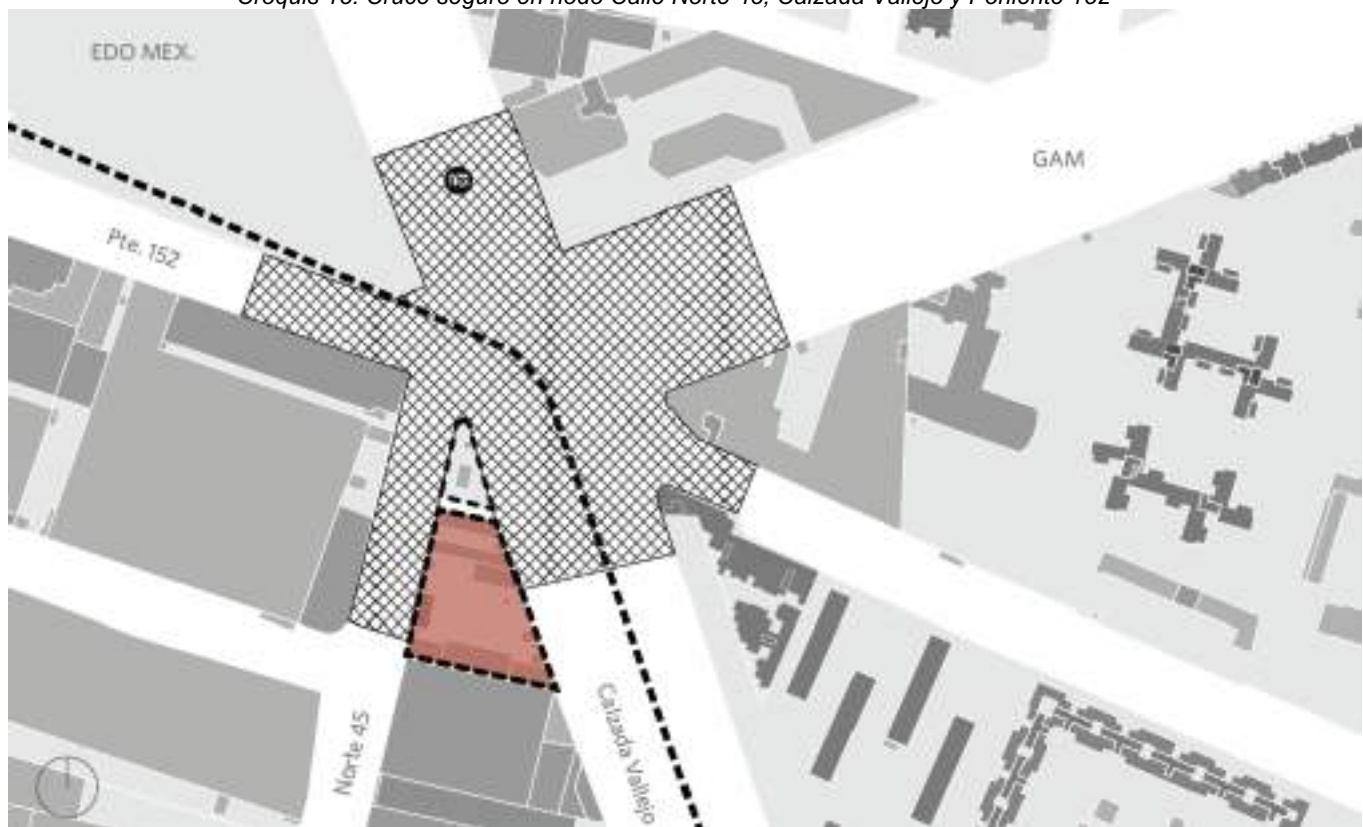 Croquis 15. Cruce seguro en nodo Calle Norte 45, Calzada Vallejo y Poniente 152
EDO MEX.
GAM
Pte. 152
Norte 45
Calzada Vallejo